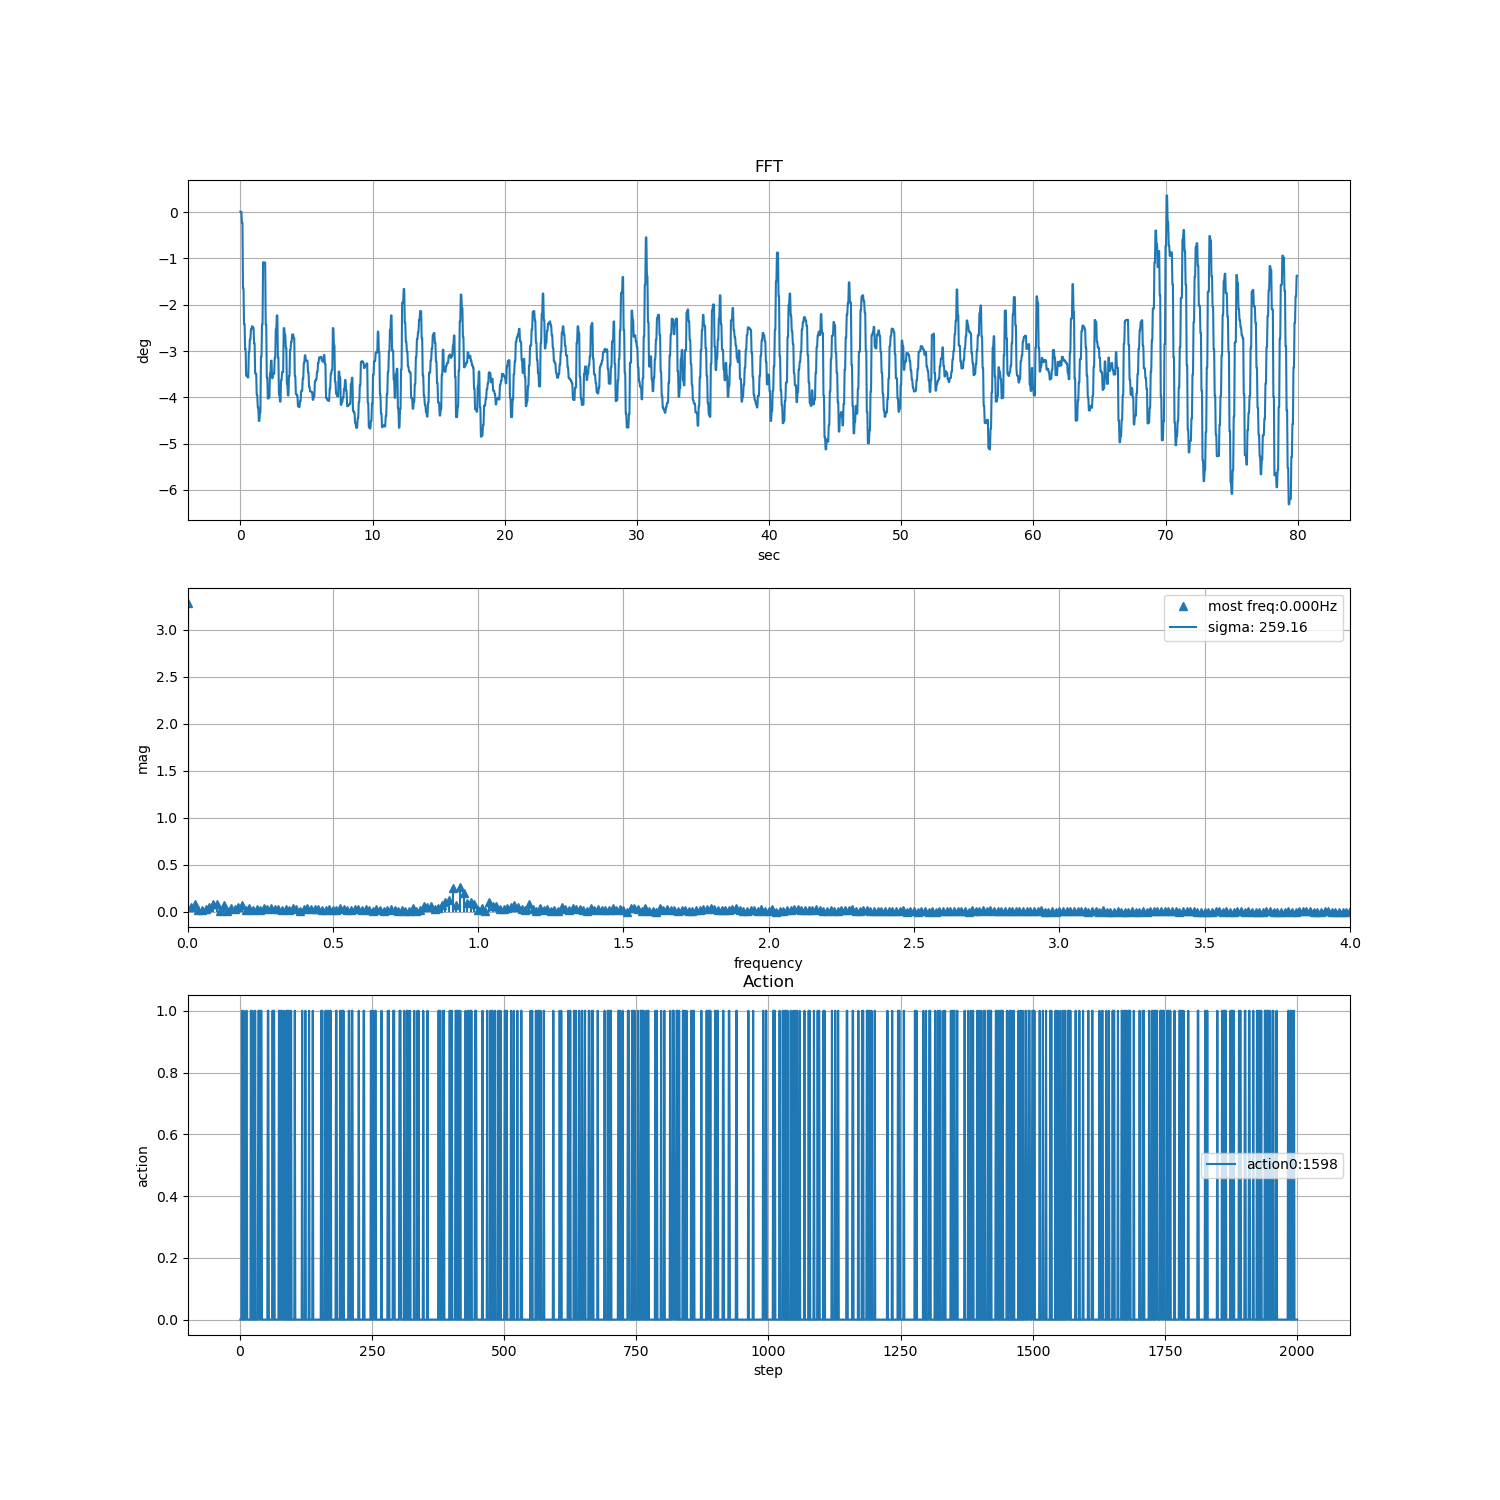 FFT
0
−1
−2
−3
−4
−5
−6
deg
0 10 20 30 40 50 60 70 80
sec
most freq:0.000Hz
sigma: 259.16
3.0
2.5
2.0
1.5
1.0
0.5
0.0
mag
0.0 0.5 1.0 1.5 2.0 2.5 3.0 3.5 4.0
frequency
Action
1.0
0.8
0.6
0.4
0.2
0.0
action
action0:1598
0 250 500 750 1000 1250 1500 1750 2000
step